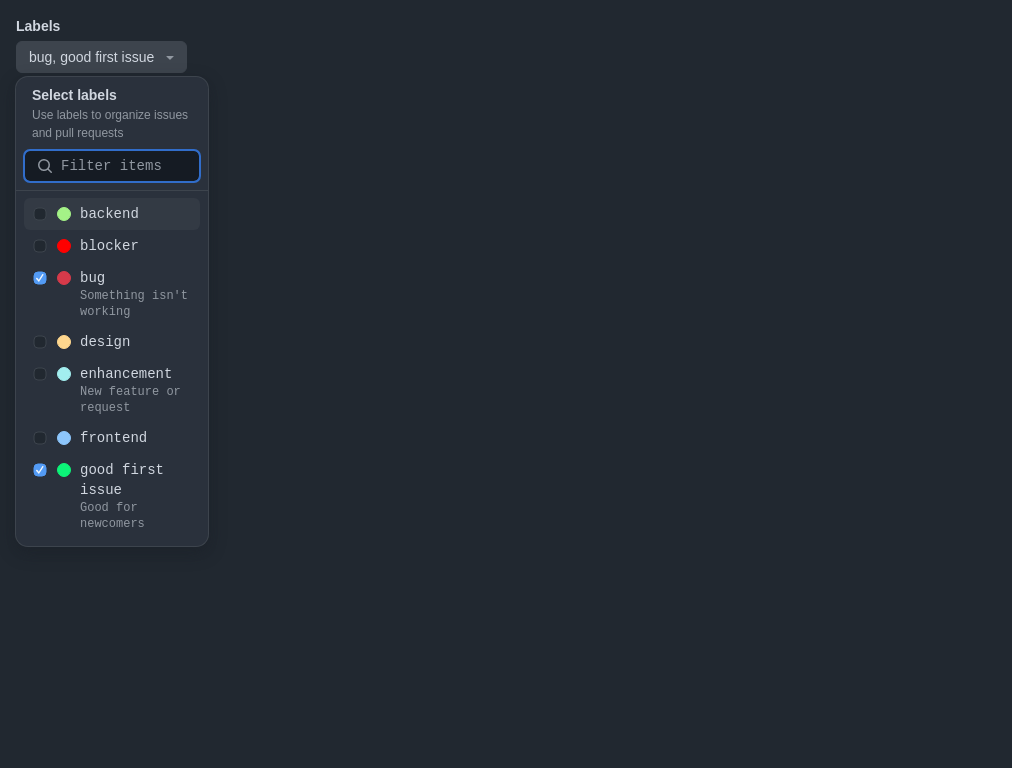 Labels
bug, good first issue
Select labels
Use labels to organize issues
and pull requests
Filter items
backend
blocker
bug
Something isn't
working
design
enhancement
New feature or
request
frontend
good first
issue
Good for
newcomers